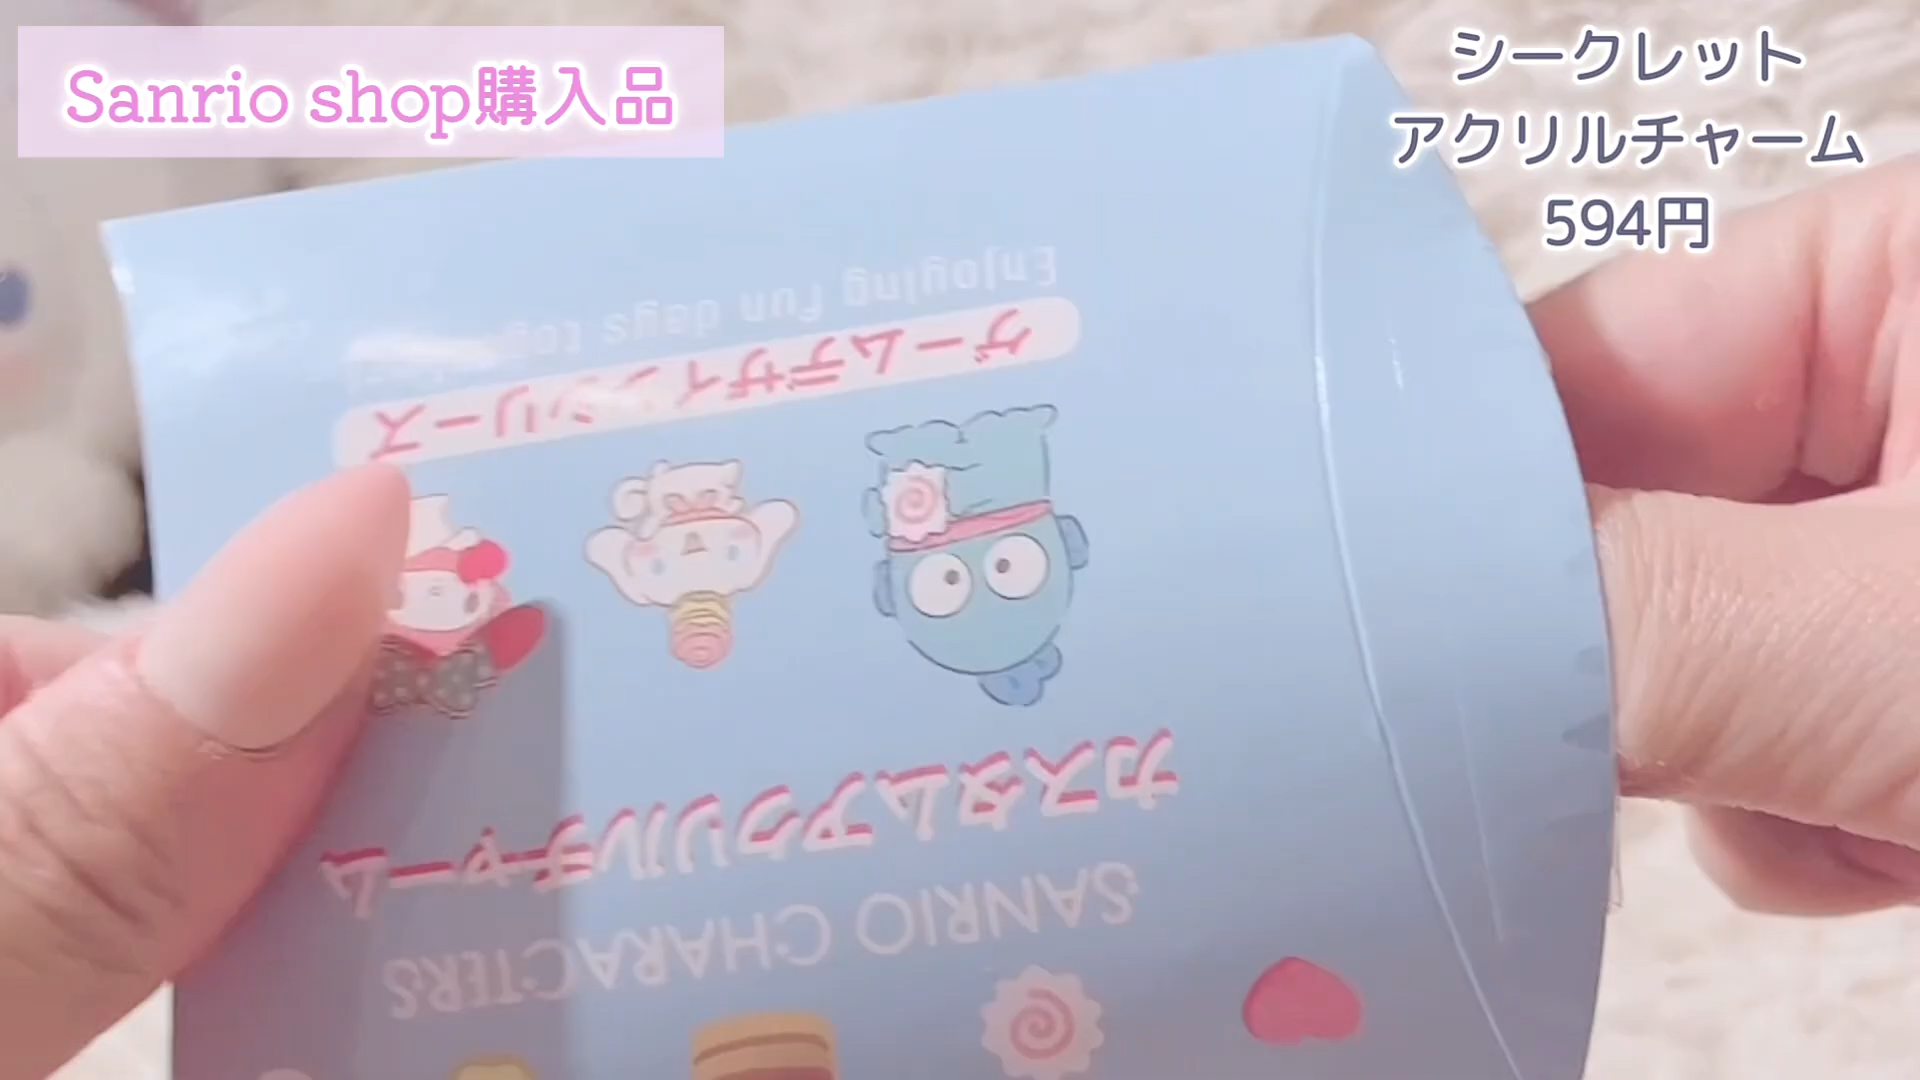 Sanrio shop購入品
シークレット
アクリルチャーム
594円
SANRIO CHARACTERS
カスタムアクリルチャーム
ゲームデザインシリーズ
Enjoying fun days